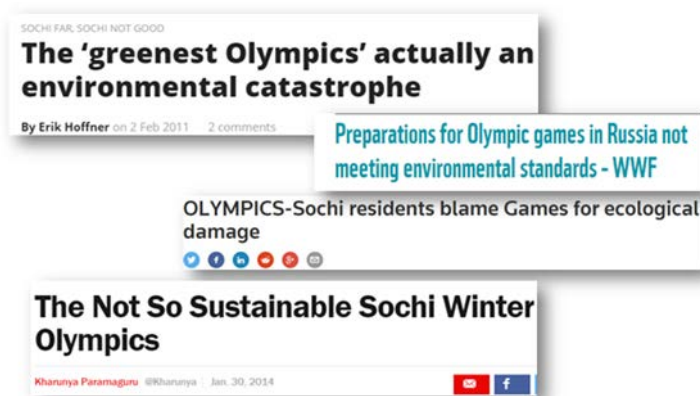 SOCHI FAR, SOCHI NOT GOOD
The ‘greenest Olympics’ actually an
environmental catastrophe
By Erik Hoffner on 2 Feb 2011 2 comments
Preparations for Olympic games in Russia not
meeting environmental standards - WWF
OLYMPICS-Sochi residents blame Games for ecological
damage
The Not So Sustainable Sochi Winter
Olympics
Kharunya Paramaguru @Kharunya Jan. 30, 2014